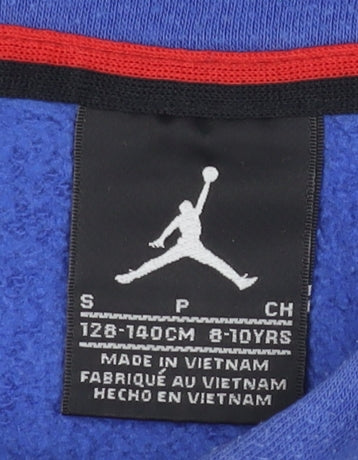 S P CH
128-140CM 8-10YRS
MADE IN VIETNAM
FABRIQUÉ AU VIETNAM
HECHO EN VIETNAM